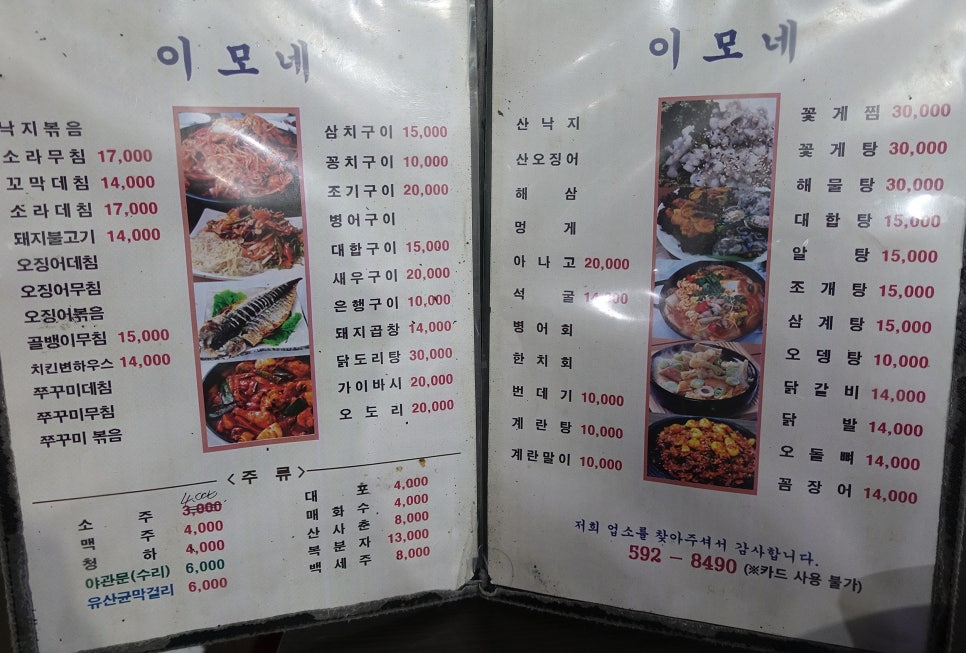 이모네
낙지볶음
소라무침 17,000
꼬막데침 14,000
소라데침 17,000
돼지불고기 14,000
오징어데침
오징어무침
오징어볶음
골뱅이무침 15,000
치킨변하우스 14,000
쭈꾸미데침
쭈꾸미무침
쭈꾸미 볶음
삼치구이 15,000
꽁치구이 10,000
조기구이 20,000
병어구이
대합구이 15,000
새우구이 20,000
은행구이 10,000
돼지곱창 14,000
닭도리탕 30,000
가이바시 20,000
오도리 20,000
<주류>
4,000
소주 3,000
맥주 4,000
청하 4,000
야관문(수리) 6,000
유산균막걸리 6,000
대포 4,000
매화수 4,000
산사춘 8,000
복분자 13,000
백세주 8,000
이모네
산낙지
산오징어
해삼
멍게
아나고 20,000
석굴 14,000
병어회
한치회
번데기 10,000
계란탕 10,000
계란말이 10,000
꽃게찜 30,000
꽃게탕 30,000
해물탕 30,000
대합탕 15,000
알탕 15,000
조개탕 15,000
삼계탕 15,000
오뎅탕 10,000
닭갈비 14,000
닭발 14,000
오돌뼈 14,000
꼼장어 14,000
저희 업소를 찾아주셔서 감사합니다.
592 - 8490 (※카드 사용 불가)